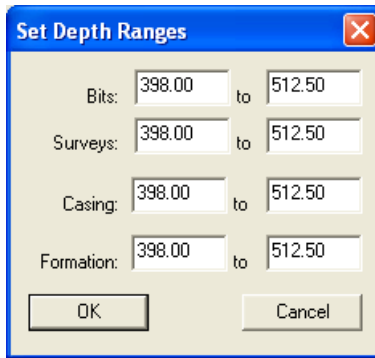 Set Depth Ranges
Bits: 398.00 to 512.50
Surveys: 398.00 to 512.50
Casing: 398.00 to 512.50
Formation: 398.00 to 512.50
OK Cancel